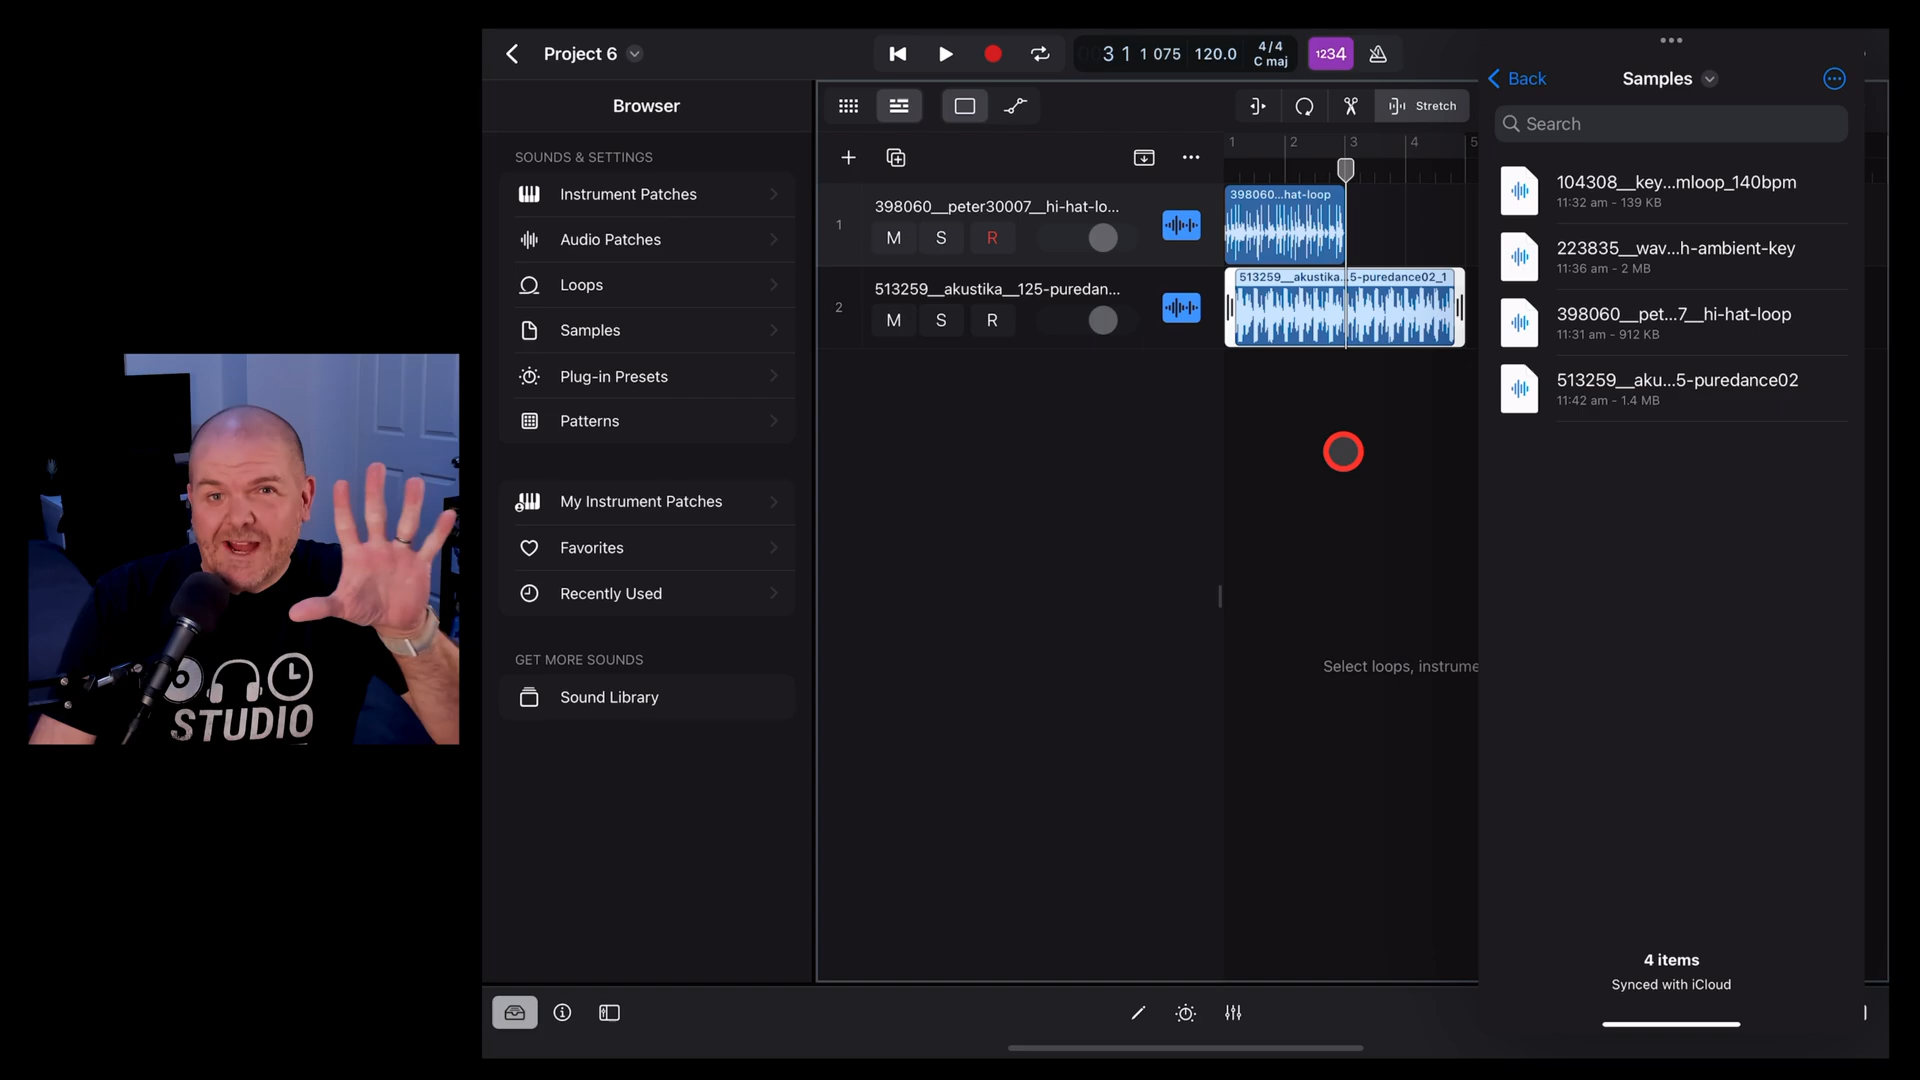 Project 6
3 1 1 075 120.0 4/4 C maj
1234
Browser
SOUNDS & SETTINGS
Instrument Patches
Audio Patches
Loops
Samples
Plug-in Presets
Patterns
My Instrument Patches
Favorites
Recently Used
GET MORE SOUNDS
Sound Library
Stretch
1 2 3 4 5
1
398060__peter30007__hi-hat-lo...
M S R
398060...hat-loop
2
513259__akustika__125-puredan...
M S R
513259__akustika...5-puredance02_1
Select loops, instrume
Back
Samples
Search
104308__key...mloop_140bpm
11:32 am - 139 KB
223835__wav...h-ambient-key
11:36 am - 2 MB
398060__pet...7__hi-hat-loop
11:31 am - 912 KB
513259__aku...5-puredance02
11:42 am - 1.4 MB
4 items
Synced with iCloud
STUDIO